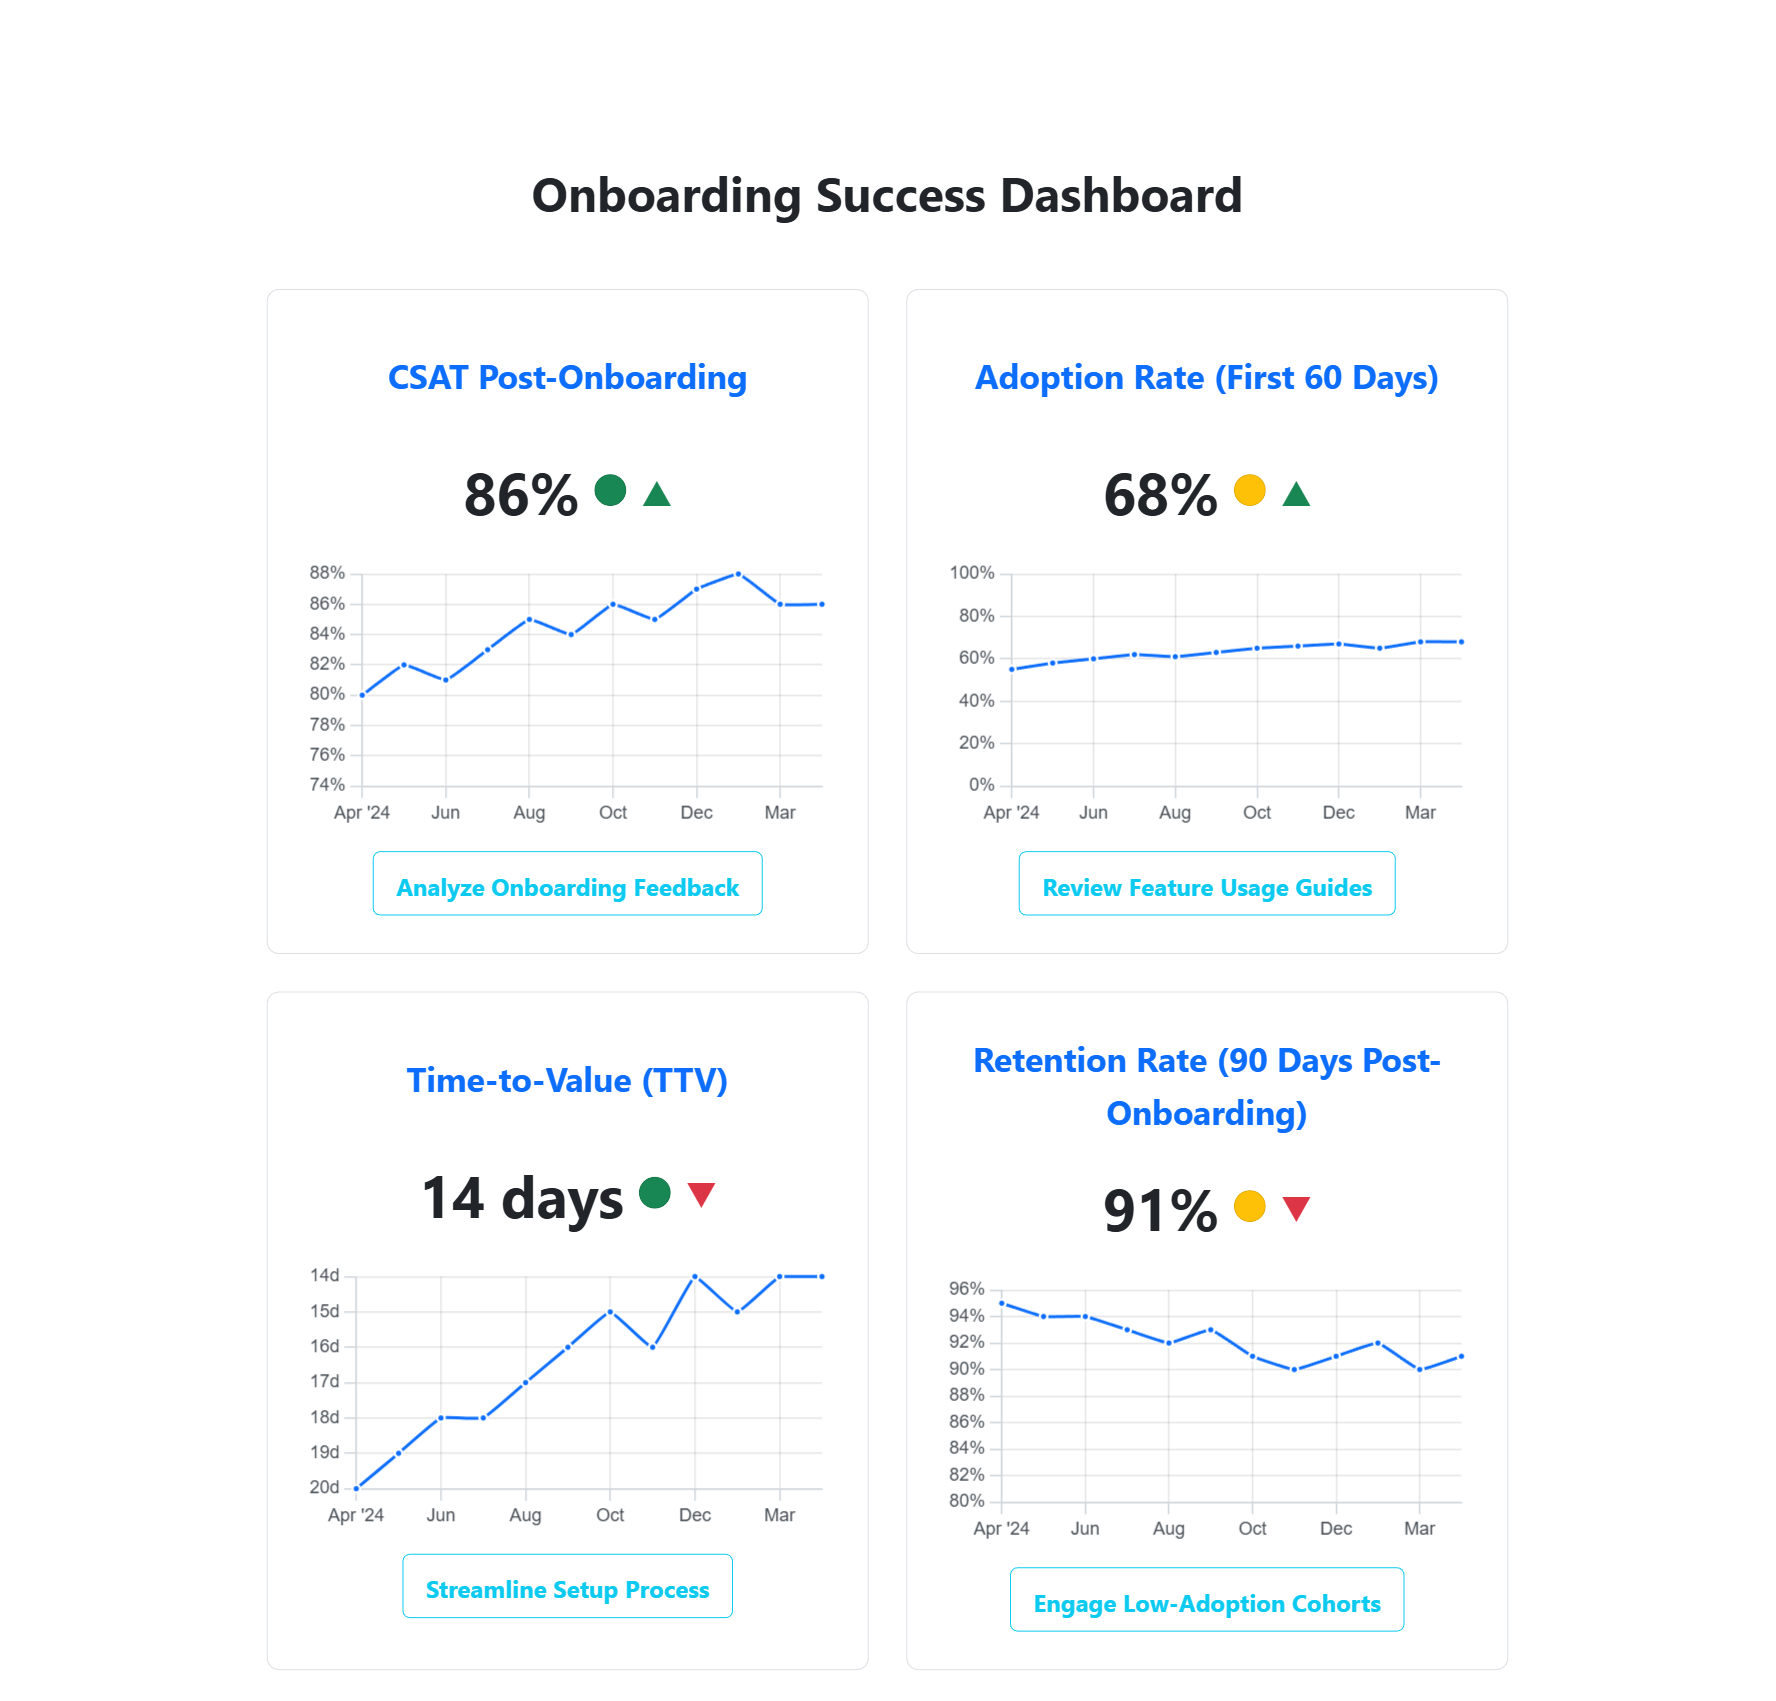 Onboarding Success Dashboard
CSAT Post-Onboarding
86%
88%
86%
84%
82%
80%
78%
76%
74%
Apr '24 Jun Aug Oct Dec Mar
Analyze Onboarding Feedback
Adoption Rate (First 60 Days)
68%
100%
80%
60%
40%
20%
0%
Apr '24 Jun Aug Oct Dec Mar
Review Feature Usage Guides
Time-to-Value (TTV)
14 days
14d
15d
16d
17d
18d
19d
20d
Apr '24 Jun Aug Oct Dec Mar
Streamline Setup Process
Retention Rate (90 Days Post-
Onboarding)
91%
96%
94%
92%
90%
88%
86%
84%
82%
80%
Apr '24 Jun Aug Oct Dec Mar
Engage Low-Adoption Cohorts